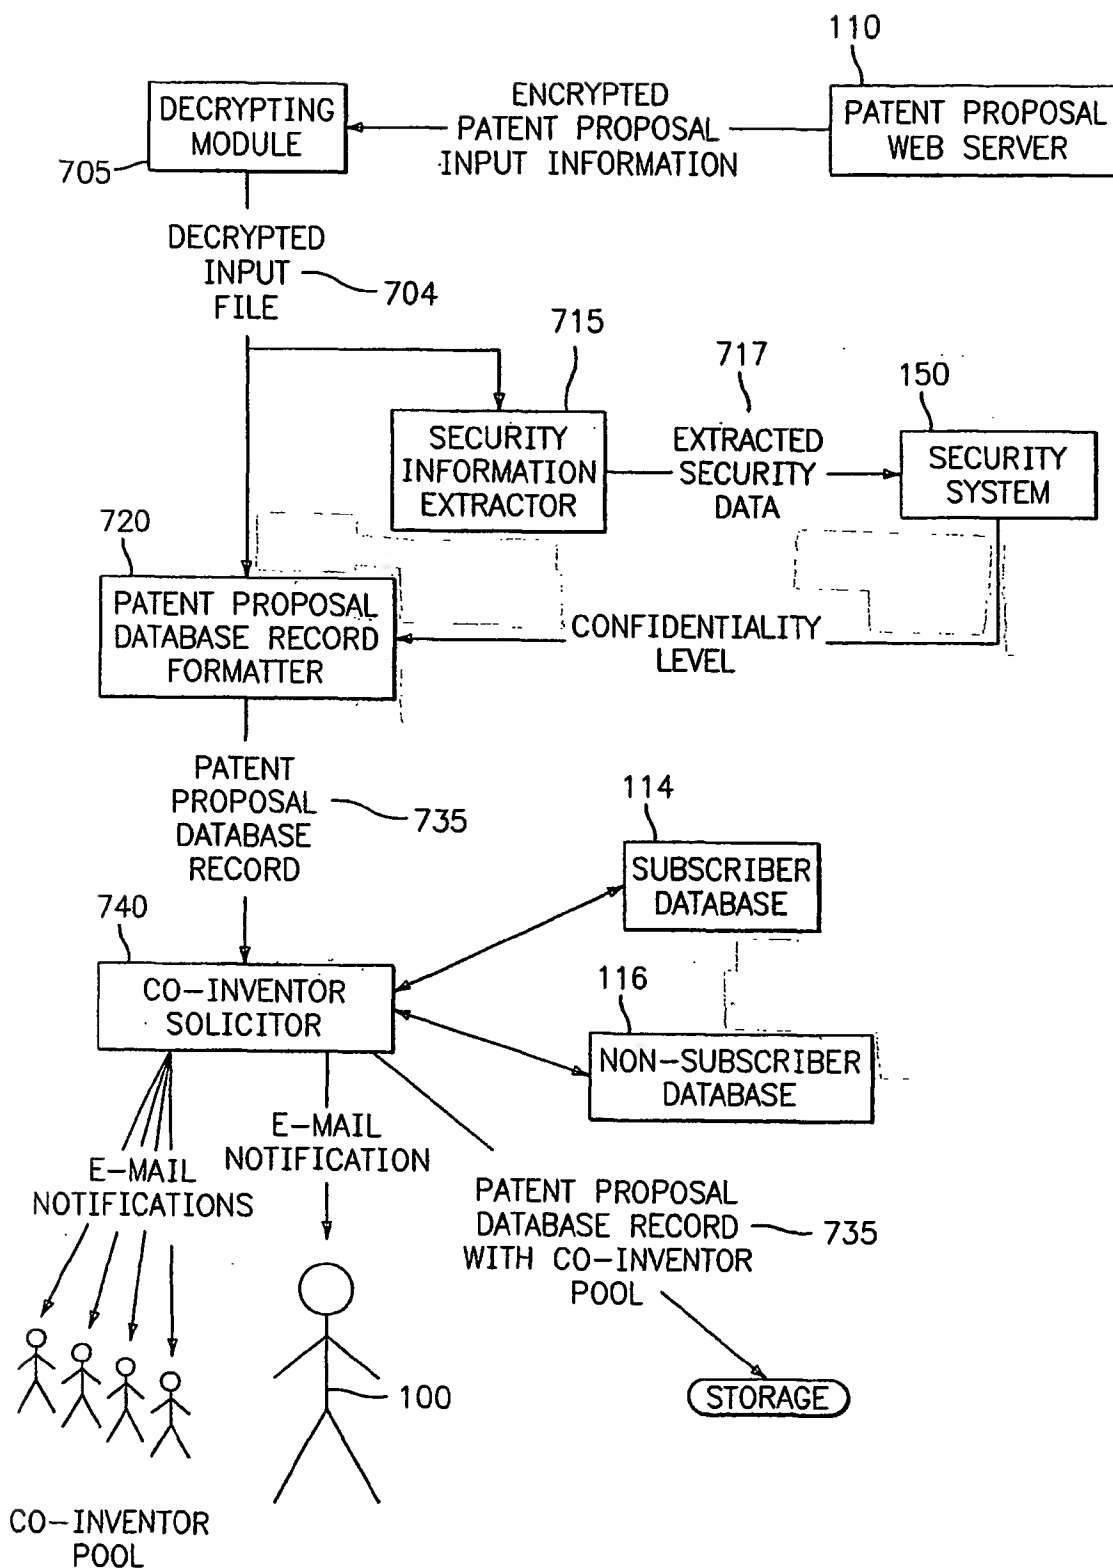 110
DECRYPTING
MODULE
705
ENCRYPTED
PATENT PROPOSAL
INPUT INFORMATION
PATENT PROPOSAL
WEB SERVER
DECRYPTED
INPUT
FILE
704
715
717
150
SECURITY
INFORMATION
EXTRACTOR
EXTRACTED
SECURITY
DATA
SECURITY
SYSTEM
720
PATENT PROPOSAL
DATABASE RECORD
FORMATTER
CONFIDENTIALITY
LEVEL
PATENT
PROPOSAL
DATABASE
RECORD
735
114
SUBSCRIBER
DATABASE
740
CO-INVENTOR
SOLICITOR
116
NON-SUBSCRIBER
DATABASE
E-MAIL
NOTIFICATIONS
E-MAIL
NOTIFICATION
PATENT PROPOSAL
DATABASE RECORD
WITH CO-INVENTOR
POOL
735
100
STORAGE
CO-INVENTOR
POOL